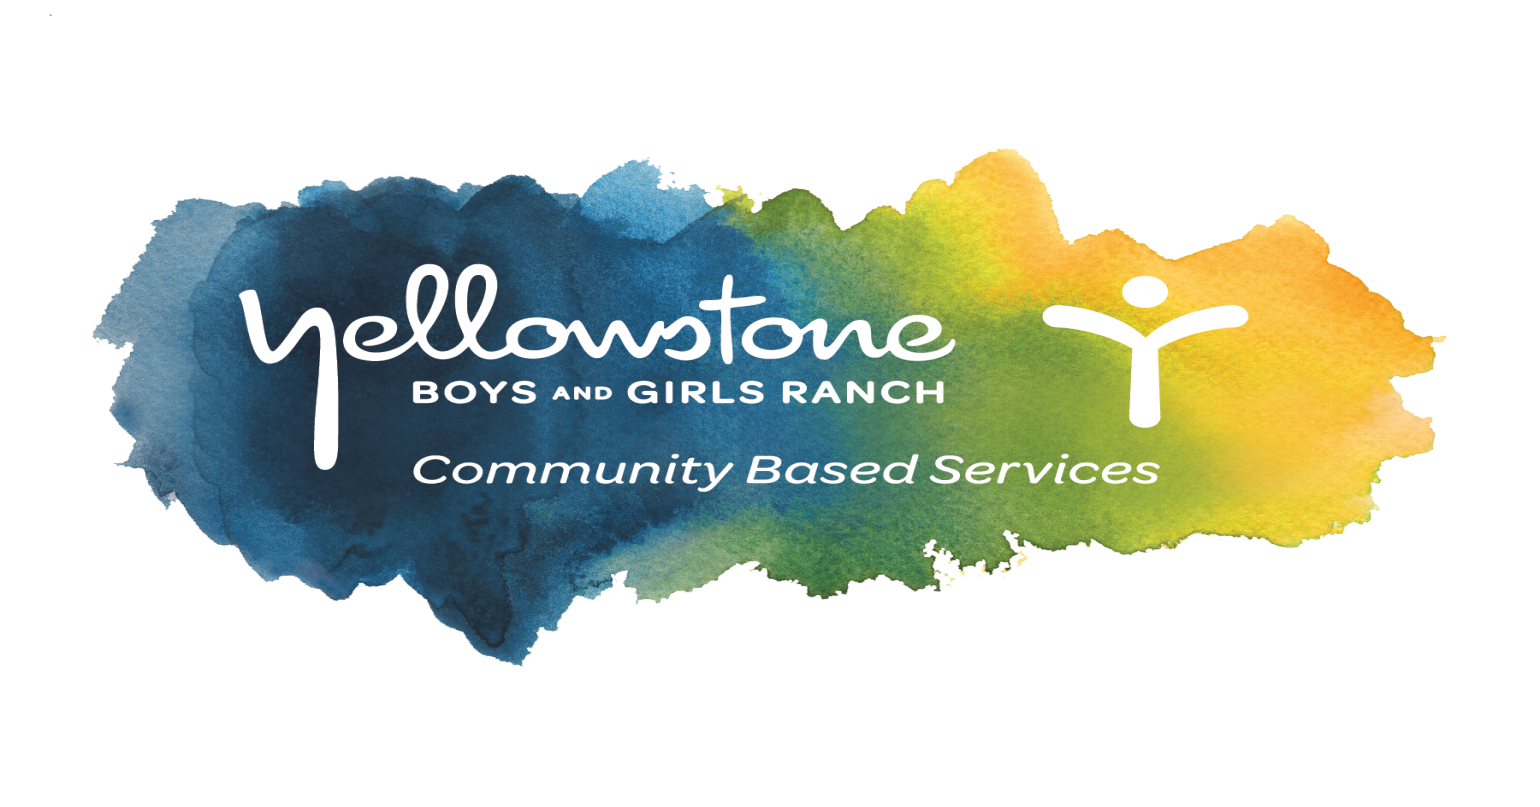 yellowstone
BOYS AND GIRLS RANCH
Community Based Services